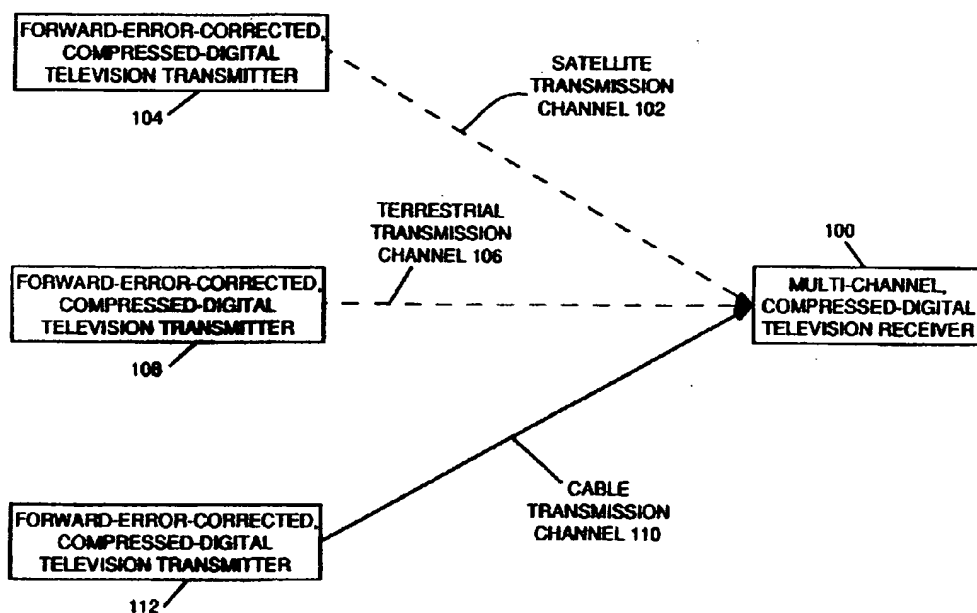 FORWARD-ERROR-CORRECTED,
COMPRESSED-DIGITAL
TELEVISION TRANSMITTER
104
SATELLITE
TRANSMISSION
CHANNEL 102
TERRESTRIAL
TRANSMISSION
CHANNEL 106
FORWARD-ERROR-CORRECTED,
COMPRESSED-DIGITAL
TELEVISION TRANSMITTER
108
100
MULTI-CHANNEL,
COMPRESSED-DIGITAL
TELEVISION RECEIVER
CABLE
TRANSMISSION
CHANNEL 110
FORWARD-ERROR-CORRECTED,
COMPRESSED-DIGITAL
TELEVISION TRANSMITTER
112